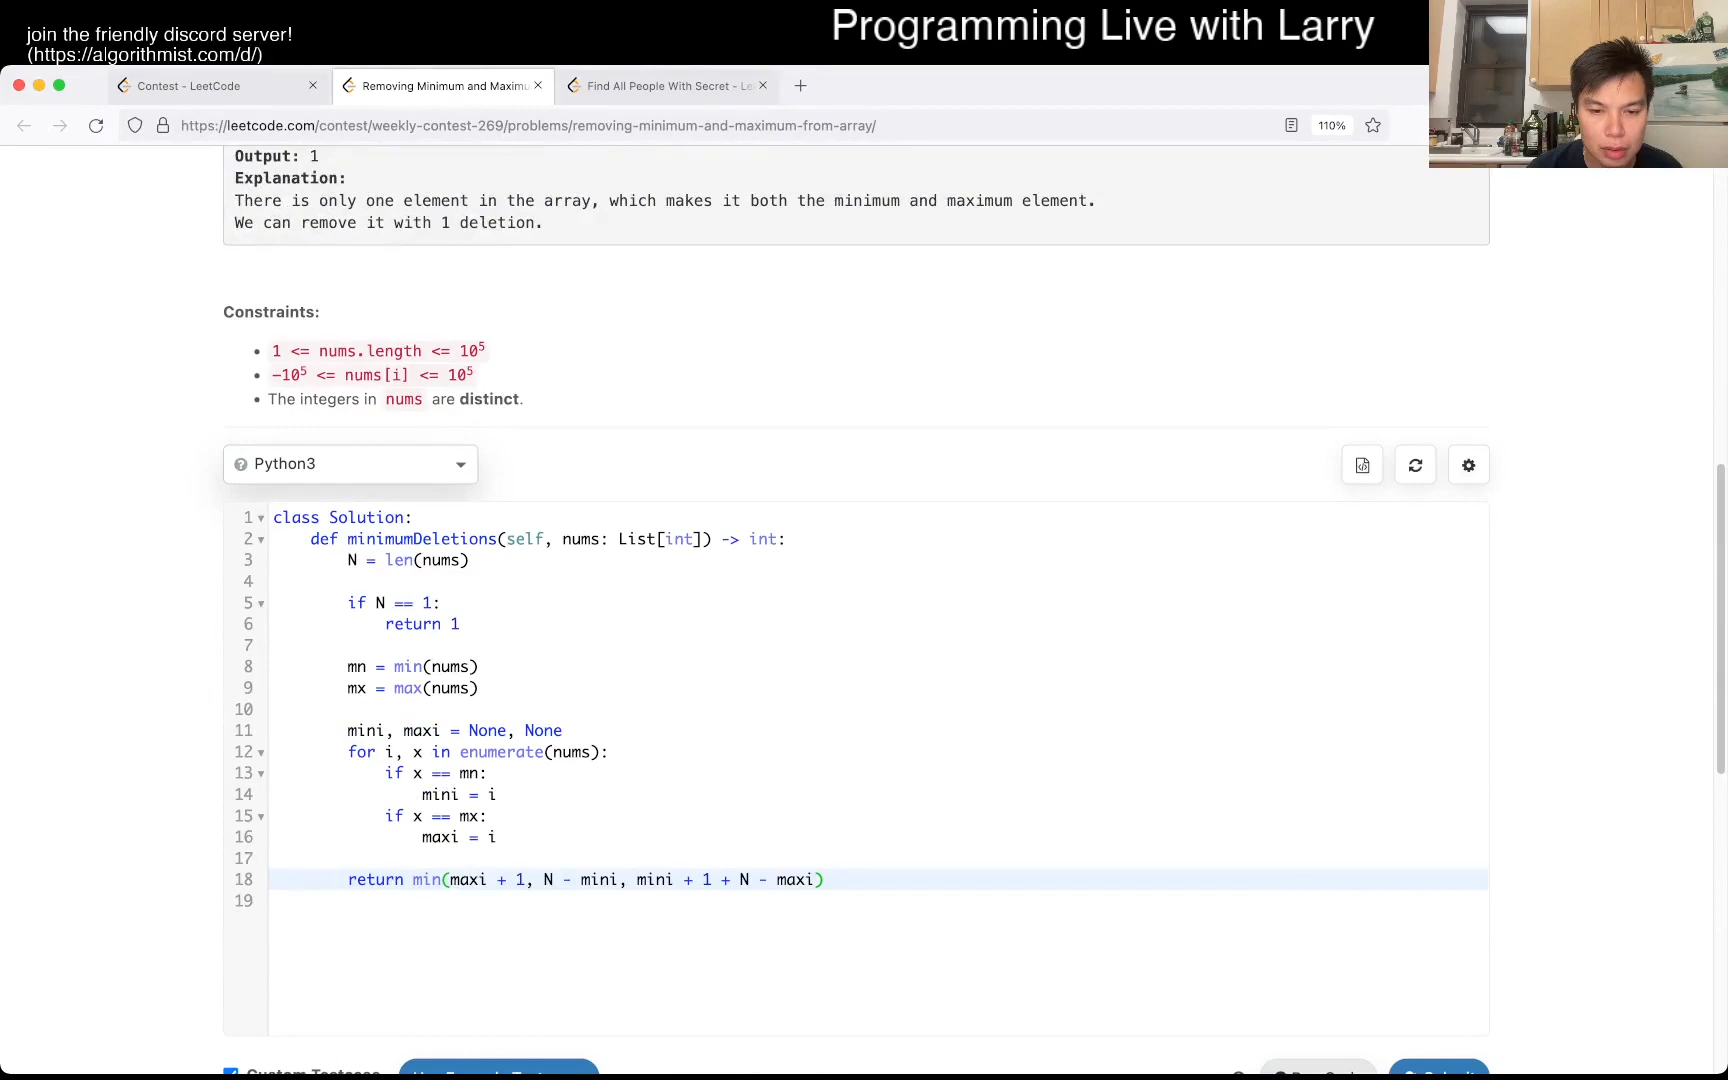 join the friendly discord server!
(https://algorithmist.com/d/)
Programming Live with Larry
Contest - LeetCode
Removing Minimum and Maximu
Find All People With Secret - Le
https://leetcode.com/contest/weekly-contest-269/problems/removing-minimum-and-maximum-from-array/
110%
Output: 1
Explanation:
There is only one element in the array, which makes it both the minimum and maximum element.
We can remove it with 1 deletion.
Constraints:
1 <= nums.length <= 10⁵
−10⁵ <= nums[i] <= 10⁵
The integers in nums are distinct.
Python3
1 class Solution:
2 def minimumDeletions(self, nums: List[int]) -> int:
3 N = len(nums)
4
5 if N == 1:
6 return 1
7
8 mn = min(nums)
9 mx = max(nums)
10
11 mini, maxi = None, None
12 for i, x in enumerate(nums):
13 if x == mn:
14 mini = i
15 if x == mx:
16 maxi = i
17
18 return min(maxi + 1, N - mini, mini + 1 + N - maxi)
19
Custom Testcase